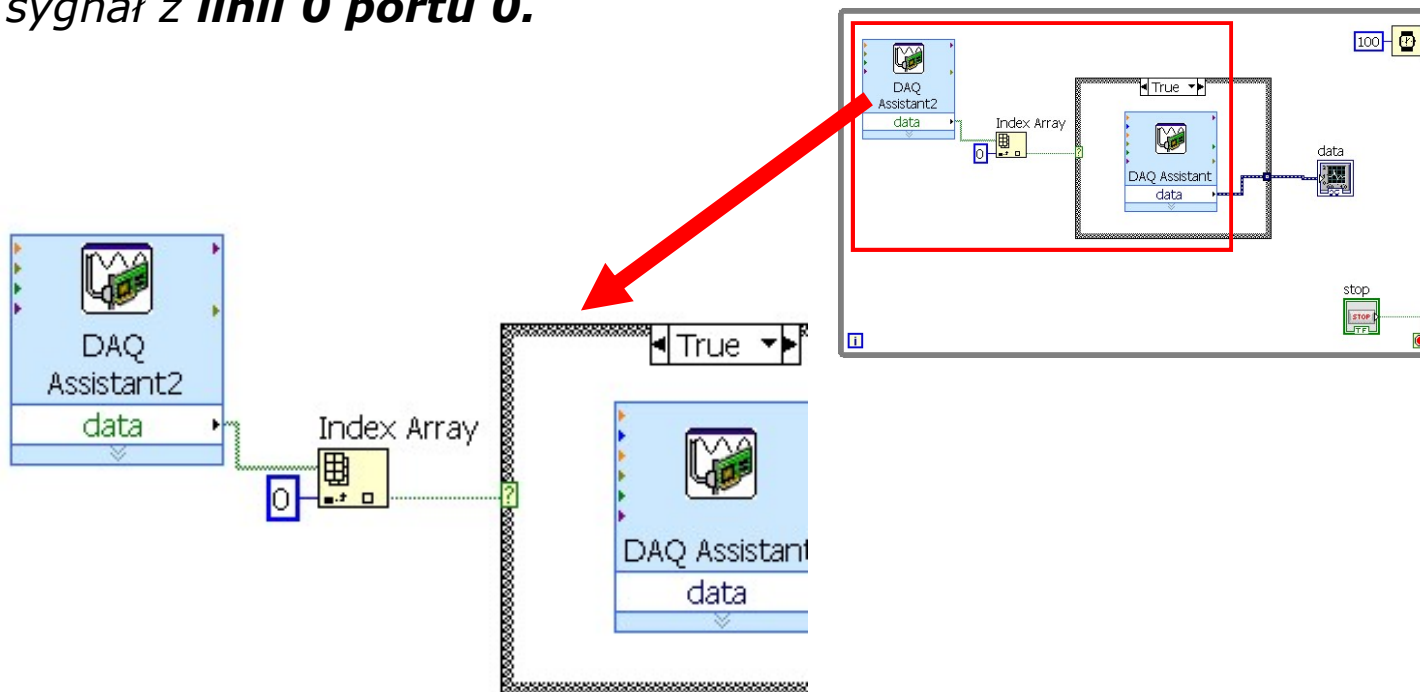 sygnał z linii 0 portu 0.
100
DAQ
Assistant2
data
Index Array
0
?
True
DAQ Assistant
data
data
stop
STOP
TF
i
DAQ
Assistant2
data
Index Array
0
?
True
DAQ Assistant
data